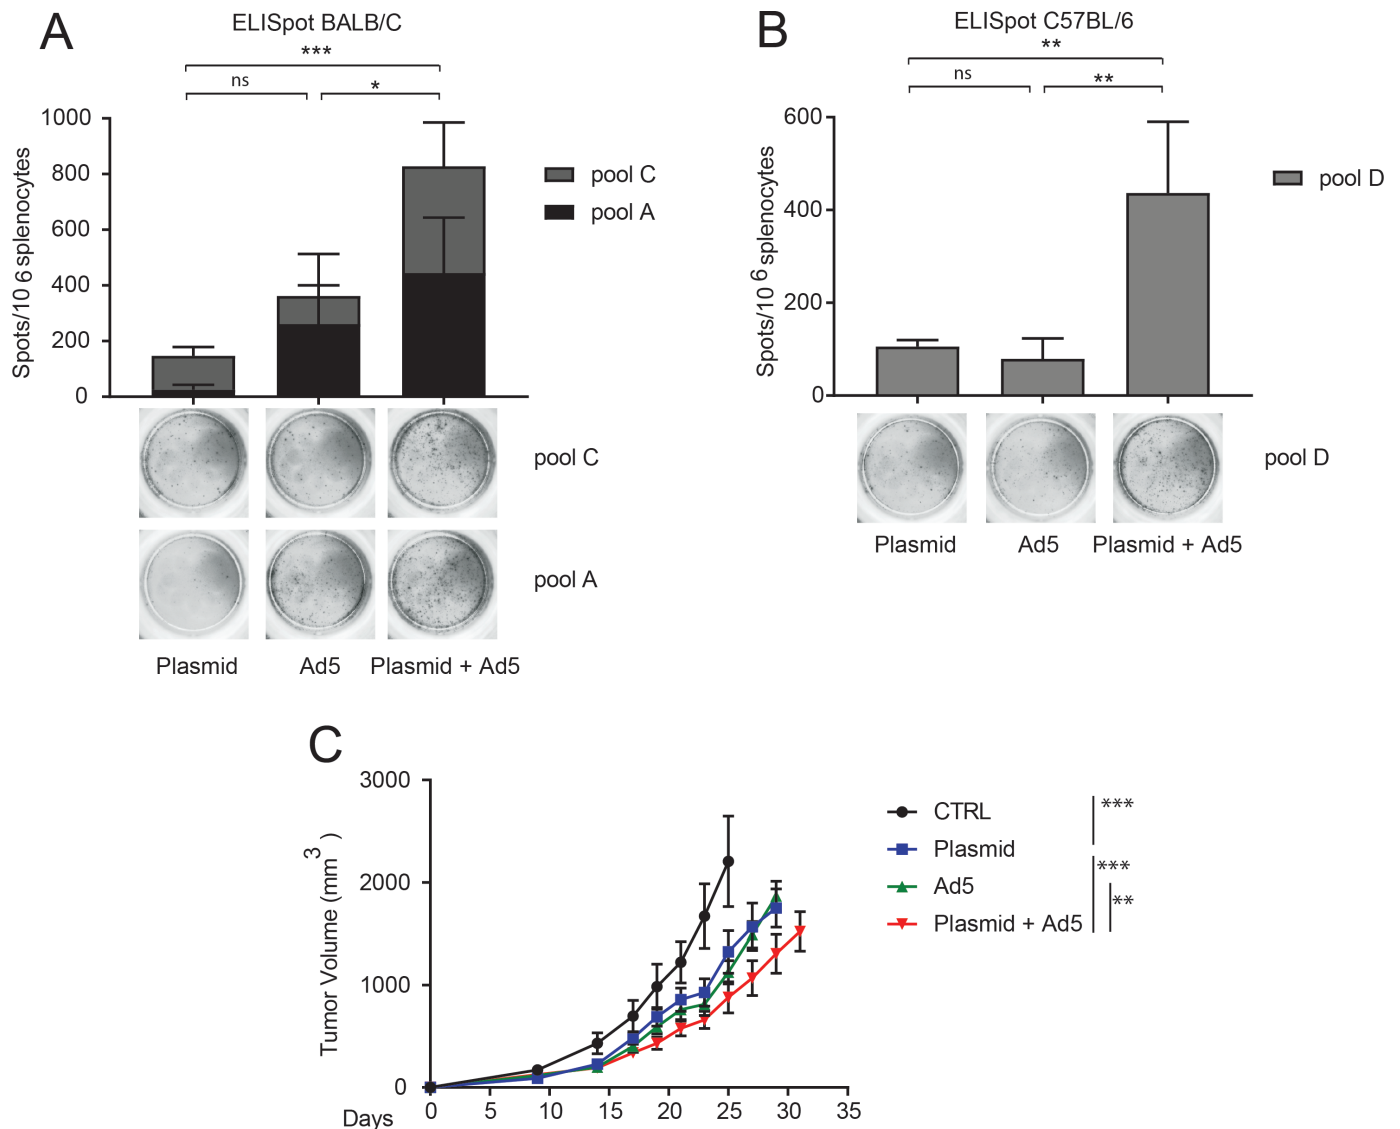 A
ELISpot BALB/C
***
ns
*
1000
800
600
400
200
0
Spots/10 6 splenocytes
pool C
pool A
pool C
pool A
Plasmid
Ad5
Plasmid + Ad5
B
ELISpot C57BL/6
**
ns
**
600
400
200
0
Spots/10 6 splenocytes
pool D
pool D
Plasmid
Ad5
Plasmid + Ad5
C
3000
2000
1000
0
Tumor Volume (mm3)
Days
0 5 10 15 20 25 30 35
CTRL
Plasmid
Ad5
Plasmid + Ad5
***
***
**